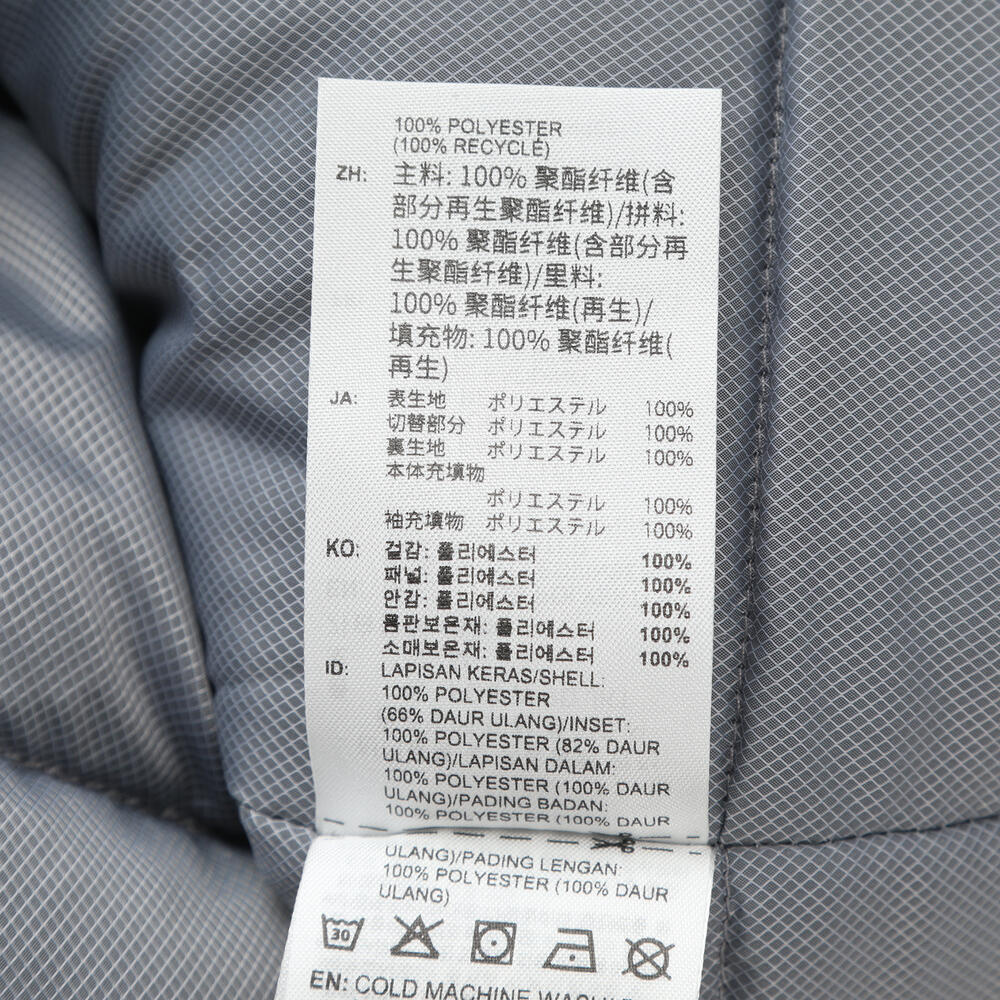 100% POLYESTER
(100% RECYCLÉ)
ZH: 主料: 100% 聚酯纤维(含
部分再生聚酯纤维)/拼料:
100% 聚酯纤维(含部分再
生聚酯纤维)/里料:
100% 聚酯纤维(再生)/
填充物: 100% 聚酯纤维(
再生)
JA: 表生地 ポリエステル 100%
切替部分 ポリエステル 100%
裏生地 ポリエステル 100%
本体充填物
ポリエステル 100%
袖充填物 ポリエステル 100%
KO: 겉감: 폴리에스터 100%
패널: 폴리에스터 100%
안감: 폴리에스터 100%
몸판보온재: 폴리에스터 100%
소매보온재: 폴리에스터 100%
ID: LAPISAN KERAS/SHELL:
100% POLYESTER
(66% DAUR ULANG)/INSET:
100% POLYESTER (82% DAUR
ULANG)/LAPISAN DALAM:
100% POLYESTER (100% DAUR
ULANG)/PADING BADAN:
100% POLYESTER (100% DAUR
ULANG)/PADING LENGAN:
100% POLYESTER (100% DAUR
ULANG)
30
EN: COLD MACHINE